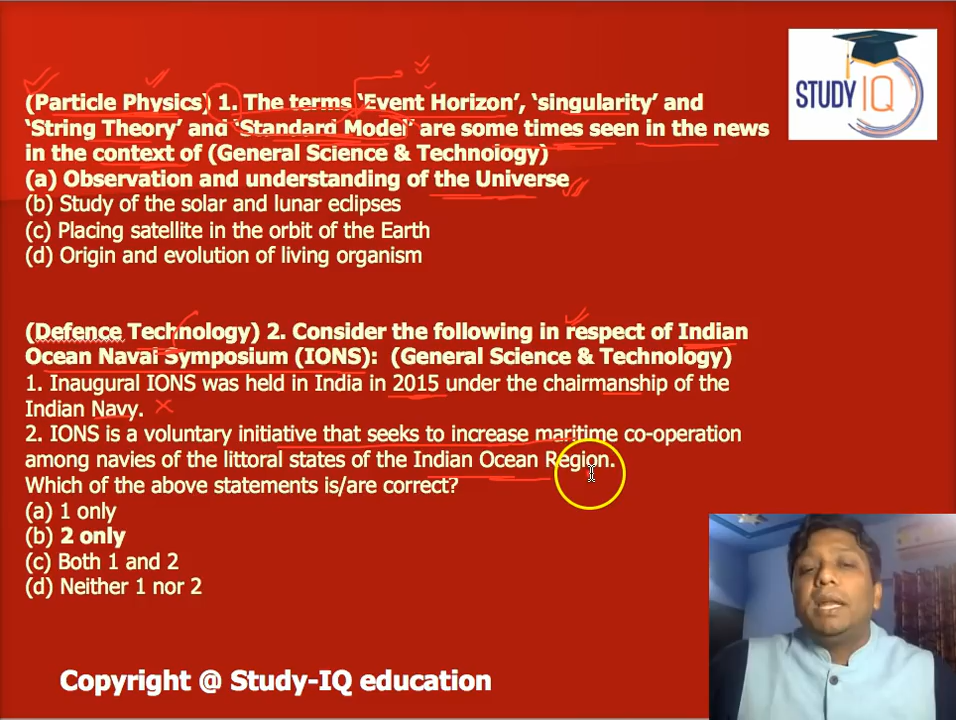 STUDY IQ
(Particle Physics) 1. The terms 'Event Horizon', 'singularity' and
'String Theory' and 'Standard Model' are some times seen in the news
in the context of (General Science & Technology)
(a) Observation and understanding of the Universe
(b) Study of the solar and lunar eclipses
(c) Placing satellite in the orbit of the Earth
(d) Origin and evolution of living organism
(Defence Technology) 2. Consider the following in respect of Indian
Ocean Naval Symposium (IONS): (General Science & Technology)
1. Inaugural IONS was held in India in 2015 under the chairmanship of the
Indian Navy.
2. IONS is a voluntary initiative that seeks to increase maritime co-operation
among navies of the littoral states of the Indian Ocean Region.
Which of the above statements is/are correct?
(a) 1 only
(b) 2 only
(c) Both 1 and 2
(d) Neither 1 nor 2
Copyright @ Study-IQ education